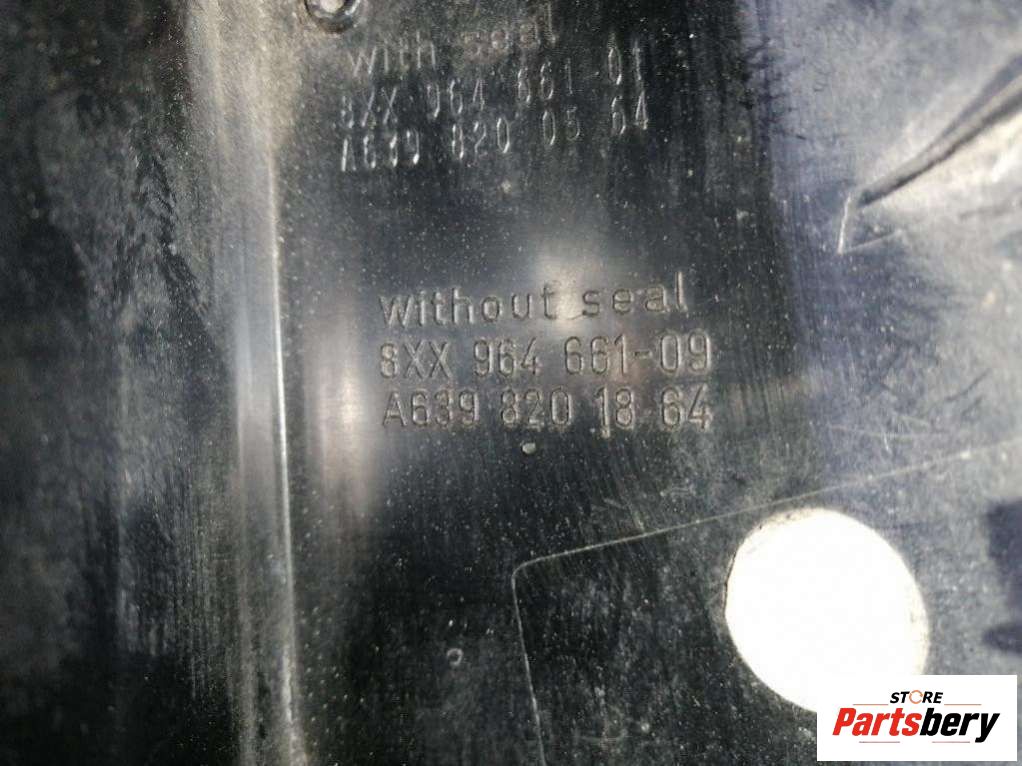 with seal
8XX 964 661-01
A639 820 05 64
without seal
8XX 964 661-09
A639 820 18 64
STORE
Partsbery